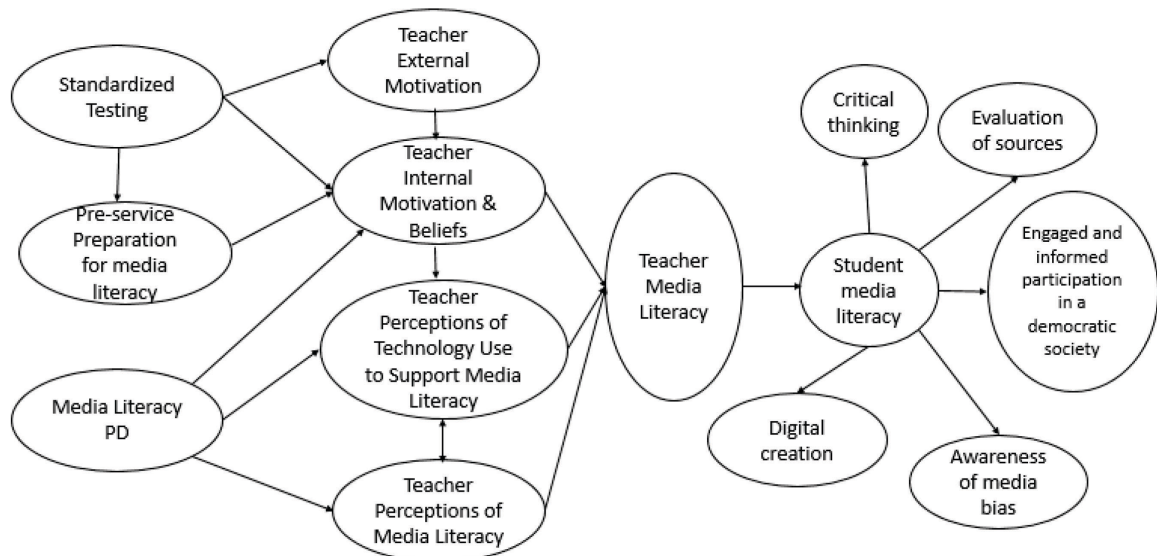 Standardized
Testing
Teacher
External
Motivation
Teacher
Internal
Motivation &
Beliefs
Pre-service
Preparation
for media
literacy
Teacher
Perceptions of
Technology Use
to Support Media
Literacy
Media Literacy
PD
Teacher
Perceptions of
Media Literacy
Teacher
Media
Literacy
Student
media
literacy
Critical
thinking
Evaluation
of sources
Engaged and
informed
participation
in a
democratic
society
Digital
creation
Awareness
of media
bias